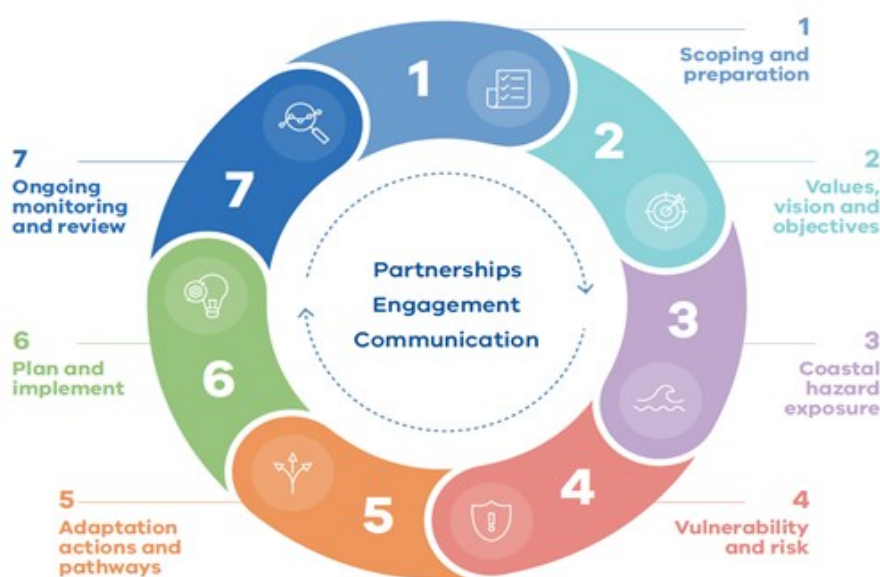 1
Scoping and
preparation
2
Values,
vision and
objectives
3
Coastal
hazard
exposure
4
Vulnerability
and risk
5
Adaptation
actions and
pathways
6
Plan and
implement
7
Ongoing
monitoring
and review
1
2
3
4
5
6
7
Partnerships
Engagement
Communication